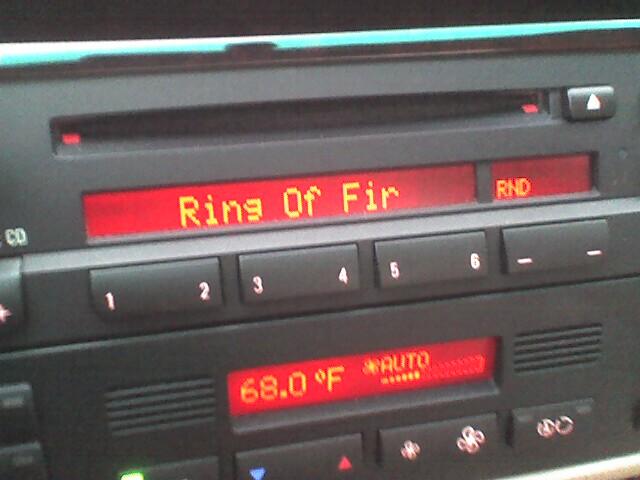 Ring Of Fir
RND
CD
1 2 3 4 5 6
68.0 °F AUTO